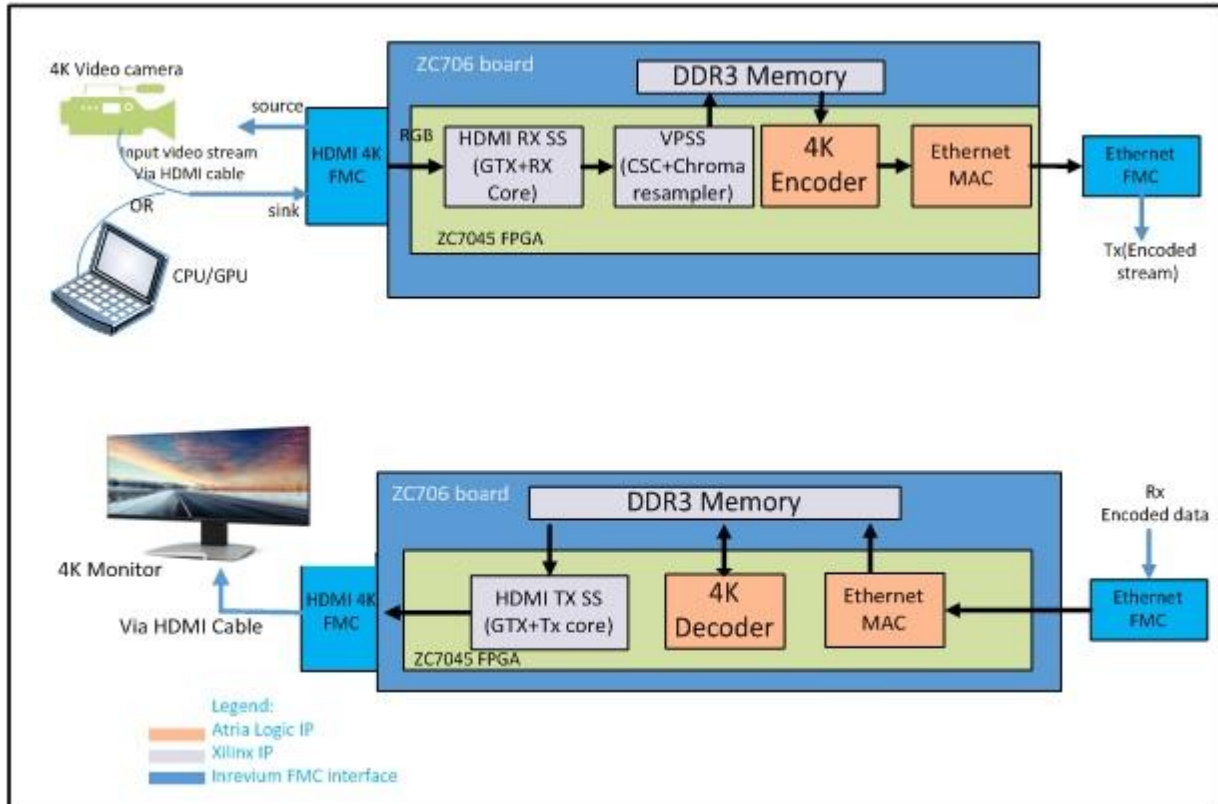 4K Video camera
source
Input video stream
Via HDMI cable
OR
sink
CPU/GPU
HDMI 4K
FMC
ZC706 board
DDR3 Memory
RGB
HDMI RX SS
(GTX+RX
Core)
VPSS
(CSC+Chroma
resampler)
4K
Encoder
Ethernet
MAC
ZC7045 FPGA
Ethernet
FMC
Tx(Encoded
stream)
4K Monitor
Via HDMI Cable
HDMI 4K
FMC
ZC706 board
DDR3 Memory
HDMI TX SS
(GTX+Tx core)
4K
Decoder
Ethernet
MAC
ZC7045 FPGA
Rx
Encoded data
Ethernet
FMC
Legend:
Atria Logic IP
Xilinx IP
Inrevium FMC interface